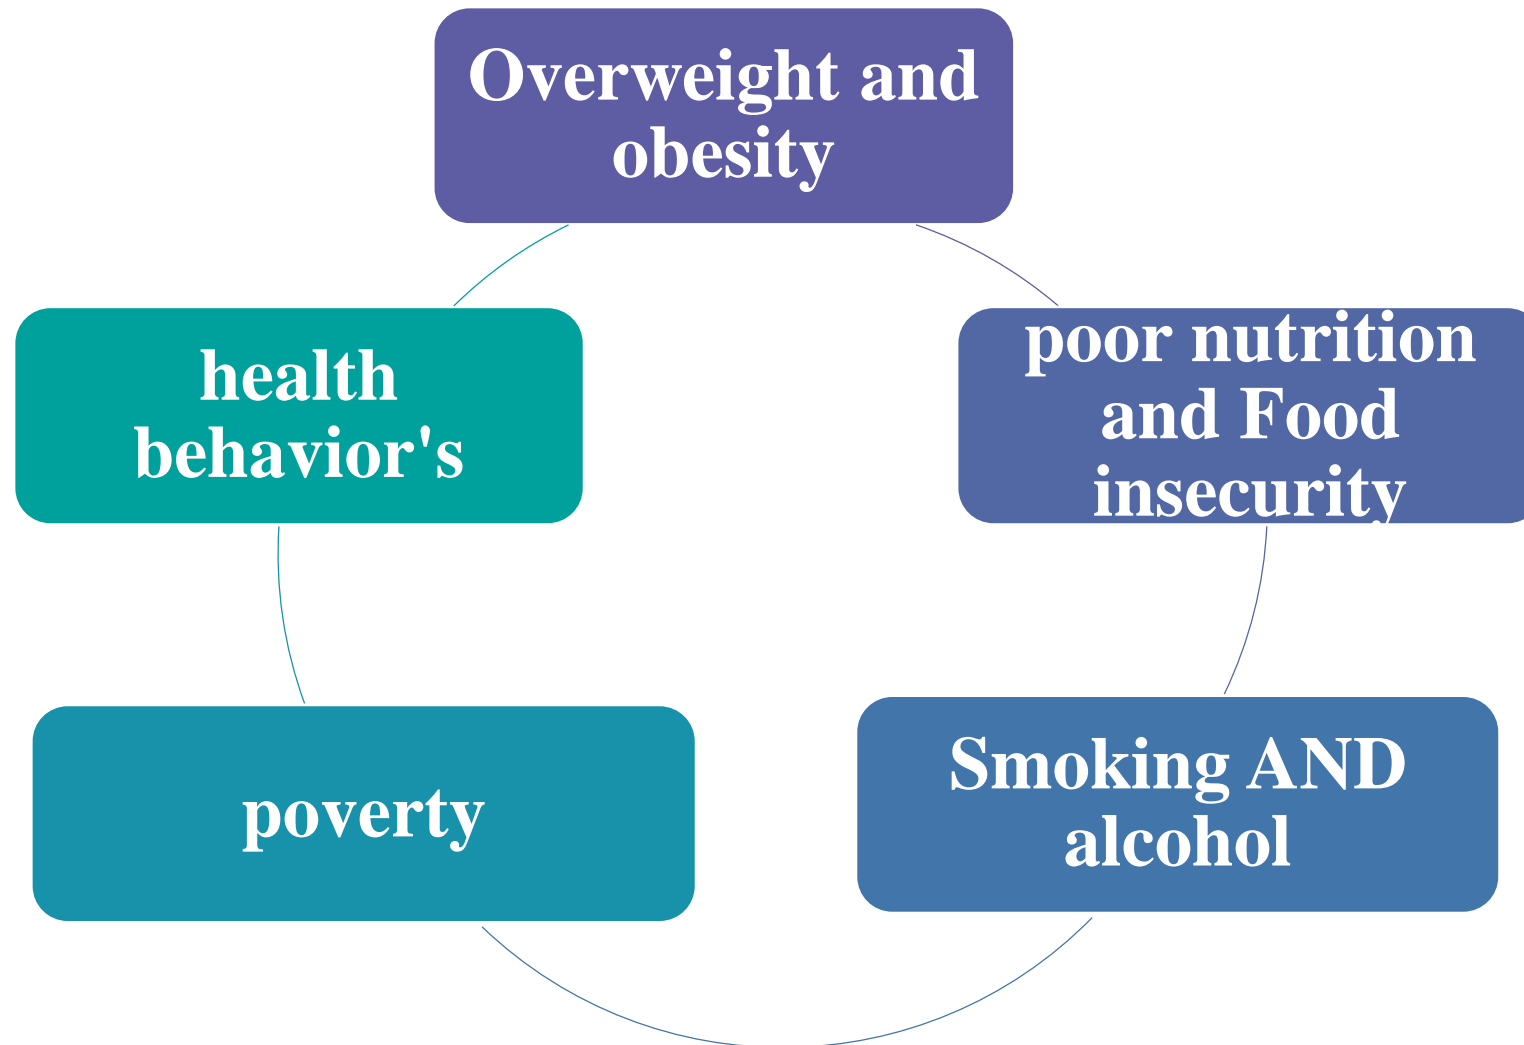 Overweight and
obesity
poor nutrition
and Food
insecurity
Smoking AND
alcohol
poverty
health
behavior's